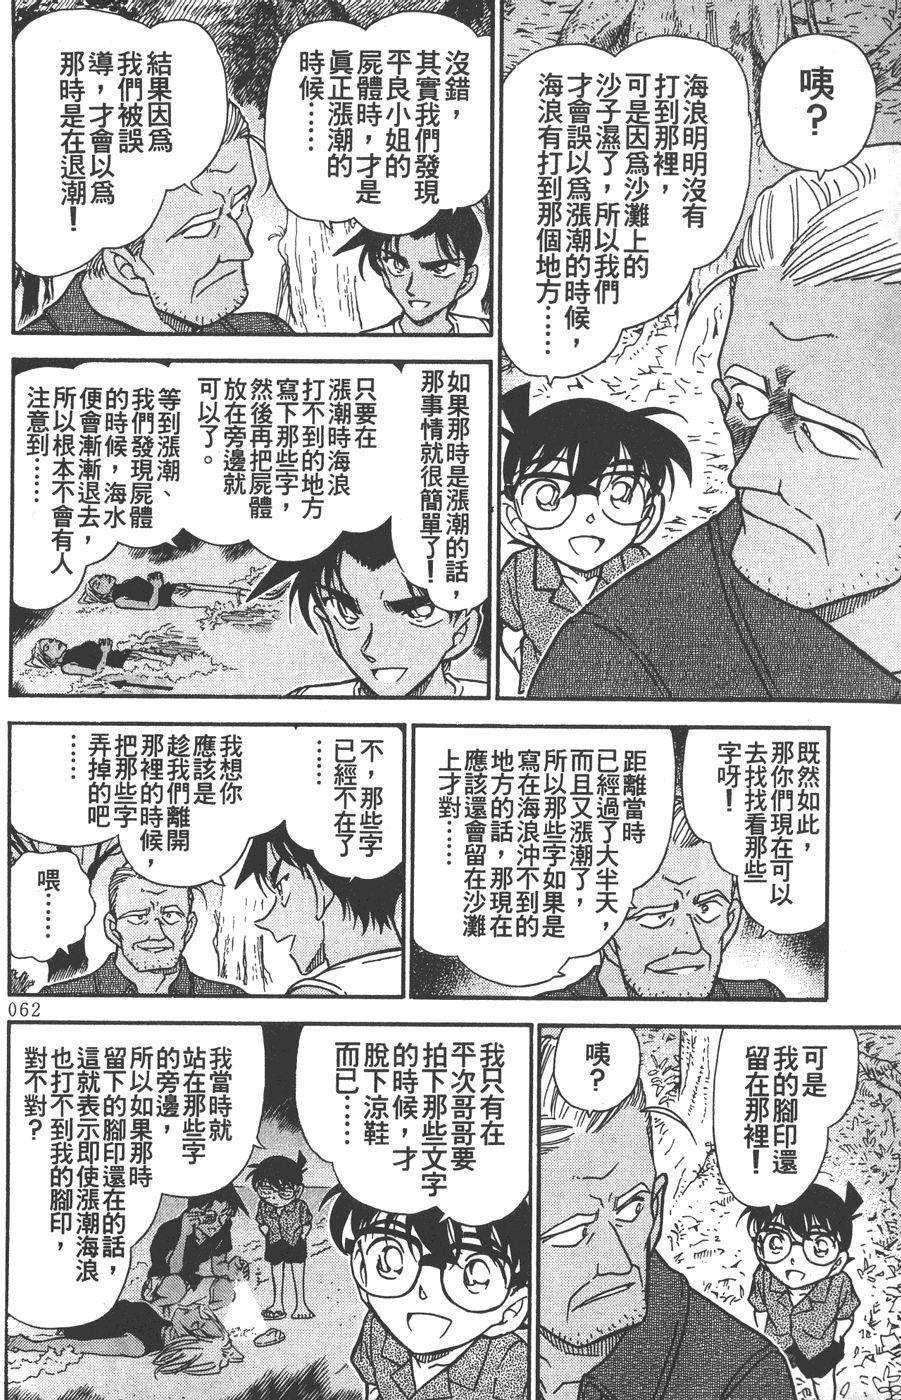 咦？
海浪明明沒有
打到那裡，
可是因為沙灘上的
沙子濕了，所以我們
才會誤以為漲潮的時候，
海浪有打到那個地方……
沒錯，
其實我們發現
平良小姐的
屍體時，才是
真正漲潮的
時候……
結果因為
我們被誤
導，才會以為
那時是在退潮！
如果那時是漲潮的話，
那事情就很簡單了！
只要在
漲潮時海浪
打不到的地方
寫下那些字，
然後再把屍體
放在旁邊就
可以了。
等到漲潮、
我們發現屍體
的時候，海水
便會漸漸退去，
所以根本不會有人
注意到……
既然如此，
那你們現在可以
去找找看那些
字呀！
距離當時
已經過了大半天，
而且又漲潮了，
所以那些字如果是
寫在海浪沖不到的
地方的話，那現在
應該還會留在沙灘
上才對……
不，那些字
已經不在了
……
我想你
應該是
趁我們離開
那裡的時候，
把那些字
弄掉的吧
……
喂……
062
可是
我的腳印還
留在那裡！
咦？
我只有在
平次哥哥要
拍下那些文字
的時候，才
脫下涼鞋
而已……
我當時就
站在那些字
的旁邊，
所以如果那時
留下的腳印還在的話，
這就表示即使漲潮海浪
也打不到我的腳印，
對不對？